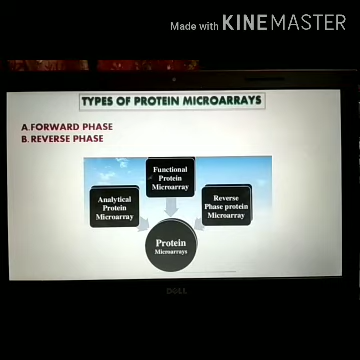 Made with KINEMASTER
TYPES OF PROTEIN MICROARRAYS
A.FORWARD PHASE
B.REVERSE PHASE
Functional
Protein
Microarray
Analytical
Protein
Microarray
Reverse
Phase protein
Microarray
Protein
Microarrays
DELL